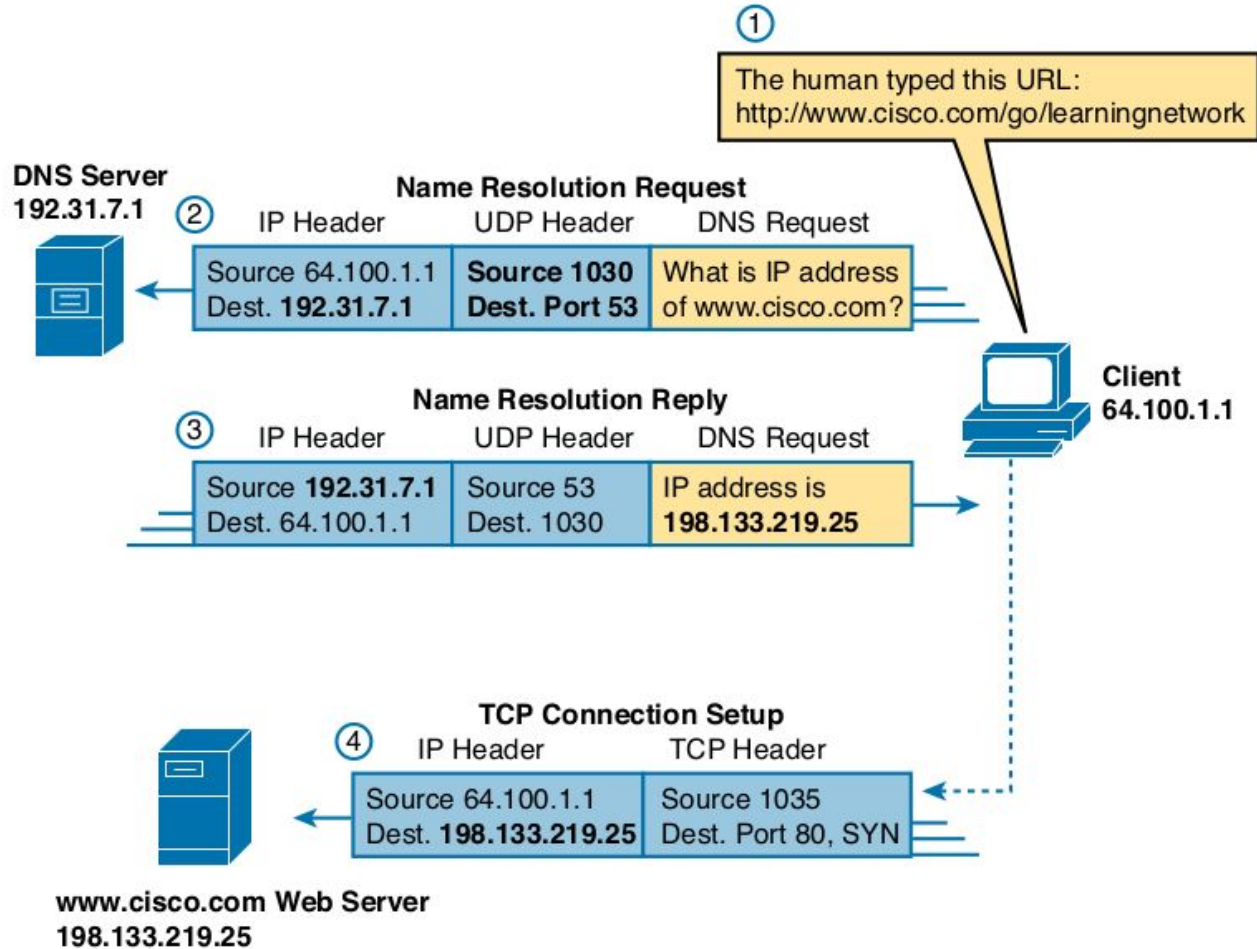 1
The human typed this URL:
http://www.cisco.com/go/learningnetwork
DNS Server
192.31.7.1
2
Name Resolution Request
IP Header UDP Header DNS Request
Source 64.100.1.1 Source 1030 What is IP address
Dest. 192.31.7.1 Dest. Port 53 of www.cisco.com?
Client
64.100.1.1
3
Name Resolution Reply
IP Header UDP Header DNS Request
Source 192.31.7.1 Source 53 IP address is
Dest. 64.100.1.1 Dest. 1030 198.133.219.25
4
TCP Connection Setup
IP Header TCP Header
Source 64.100.1.1 Source 1035
Dest. 198.133.219.25 Dest. Port 80, SYN
www.cisco.com Web Server
198.133.219.25